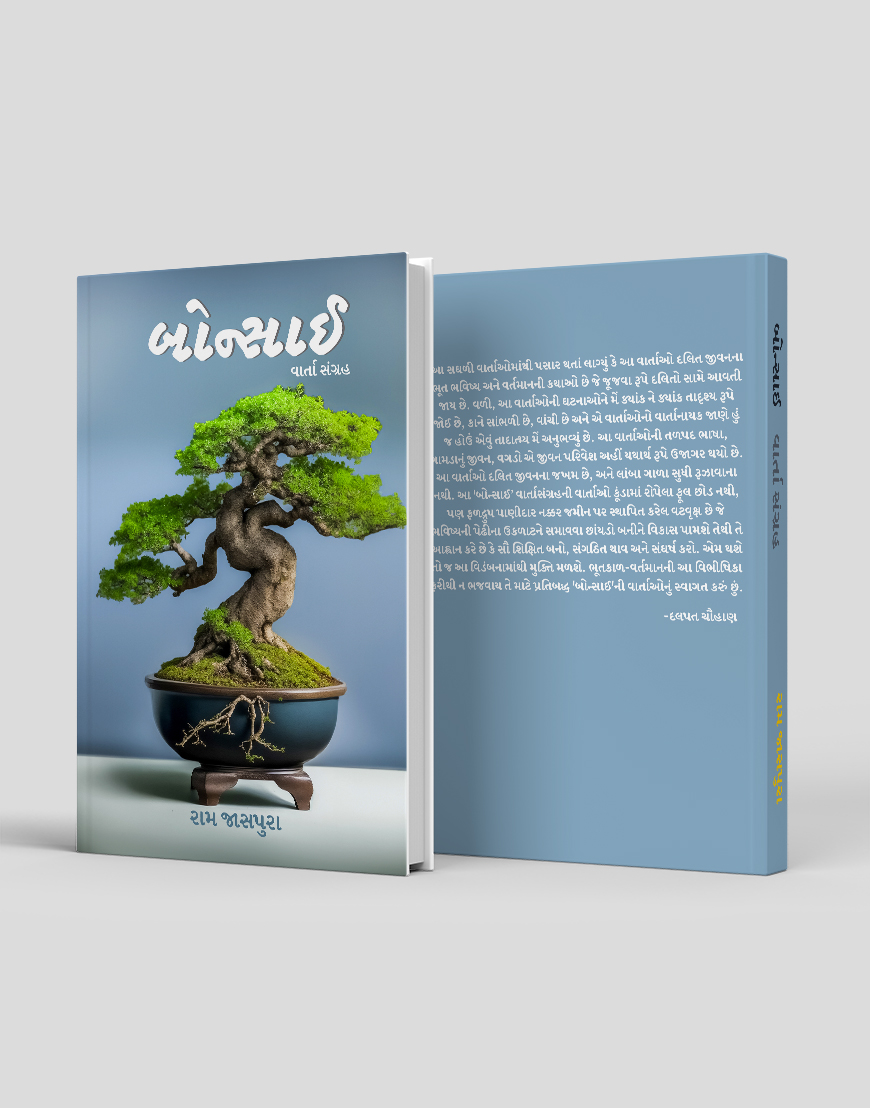 બોન્સાઈ
વાર્તા સંગ્રહ
રામ જાસપુરા
આ સઘળી વાર્તાઓમાંથી પસાર થતાં લાગ્યું કે આ વાર્તાઓ દલિત જીવનના
ભૂત ભવિષ્ય અને વર્તમાનની કથાઓ છે જે જૂજવા રૂપે દલિતો સામે આવતી
જાય છે. વળી, આ વાર્તાઓની ઘટનાઓને મેં ક્યાંક ને ક્યાંક તાદૃશ્ય રૂપે
જોઈ છે, કાને સાંભળી છે, વાંચી છે અને એ વાર્તાઓનો વાર્તાનાયક જાણે હું
જ હોઉં એવું તાદાત્મ્ય મેં અનુભવ્યું છે. આ વાર્તાઓની તળપદ ભાષા,
ગામડાનું જીવન, વગડો એ જીવન પરિવેશ અહીં યથાર્થ રૂપે ઉજાગર થયો છે.
આ વાર્તાઓ દલિત જીવનના જખમ છે, અને લાંબા ગાળા સુધી રૂઝાવાના
નથી. આ 'બોન્સાઇ' વાર્તાસંગ્રહની વાર્તાઓ કૂંડામાં રોપેલા ફૂલ છોડ નથી,
પણ ફળદ્રુપ પાણીદાર નક્કર જમીન પર સ્થાપિત કરેલ વટવૃક્ષ છે જે
ભવિષ્યની પેઢીના ઉકળાટને સમાવવા છાંયડો બનીને વિકાસ પામશે તેથી તે
આહ્વાન કરે છે કે સૌ શિક્ષિત બનો, સંગઠિત થાવ અને સંઘર્ષ કરો. એમ થશે
તો જ આ વિડંબનામાંથી મુક્તિ મળશે. ભૂતકાળ-વર્તમાનની આ વિભીષિકા
ફરીથી ન ભજવાય તે માટે પ્રતિબદ્ધ 'બોન્સાઈ'ની વાર્તાઓનું સ્વાગત કરું છું.
-દલપત ચૌહાણ
બોન્સાઈ વાર્તા સંગ્રહ
રામ જાસપુરા